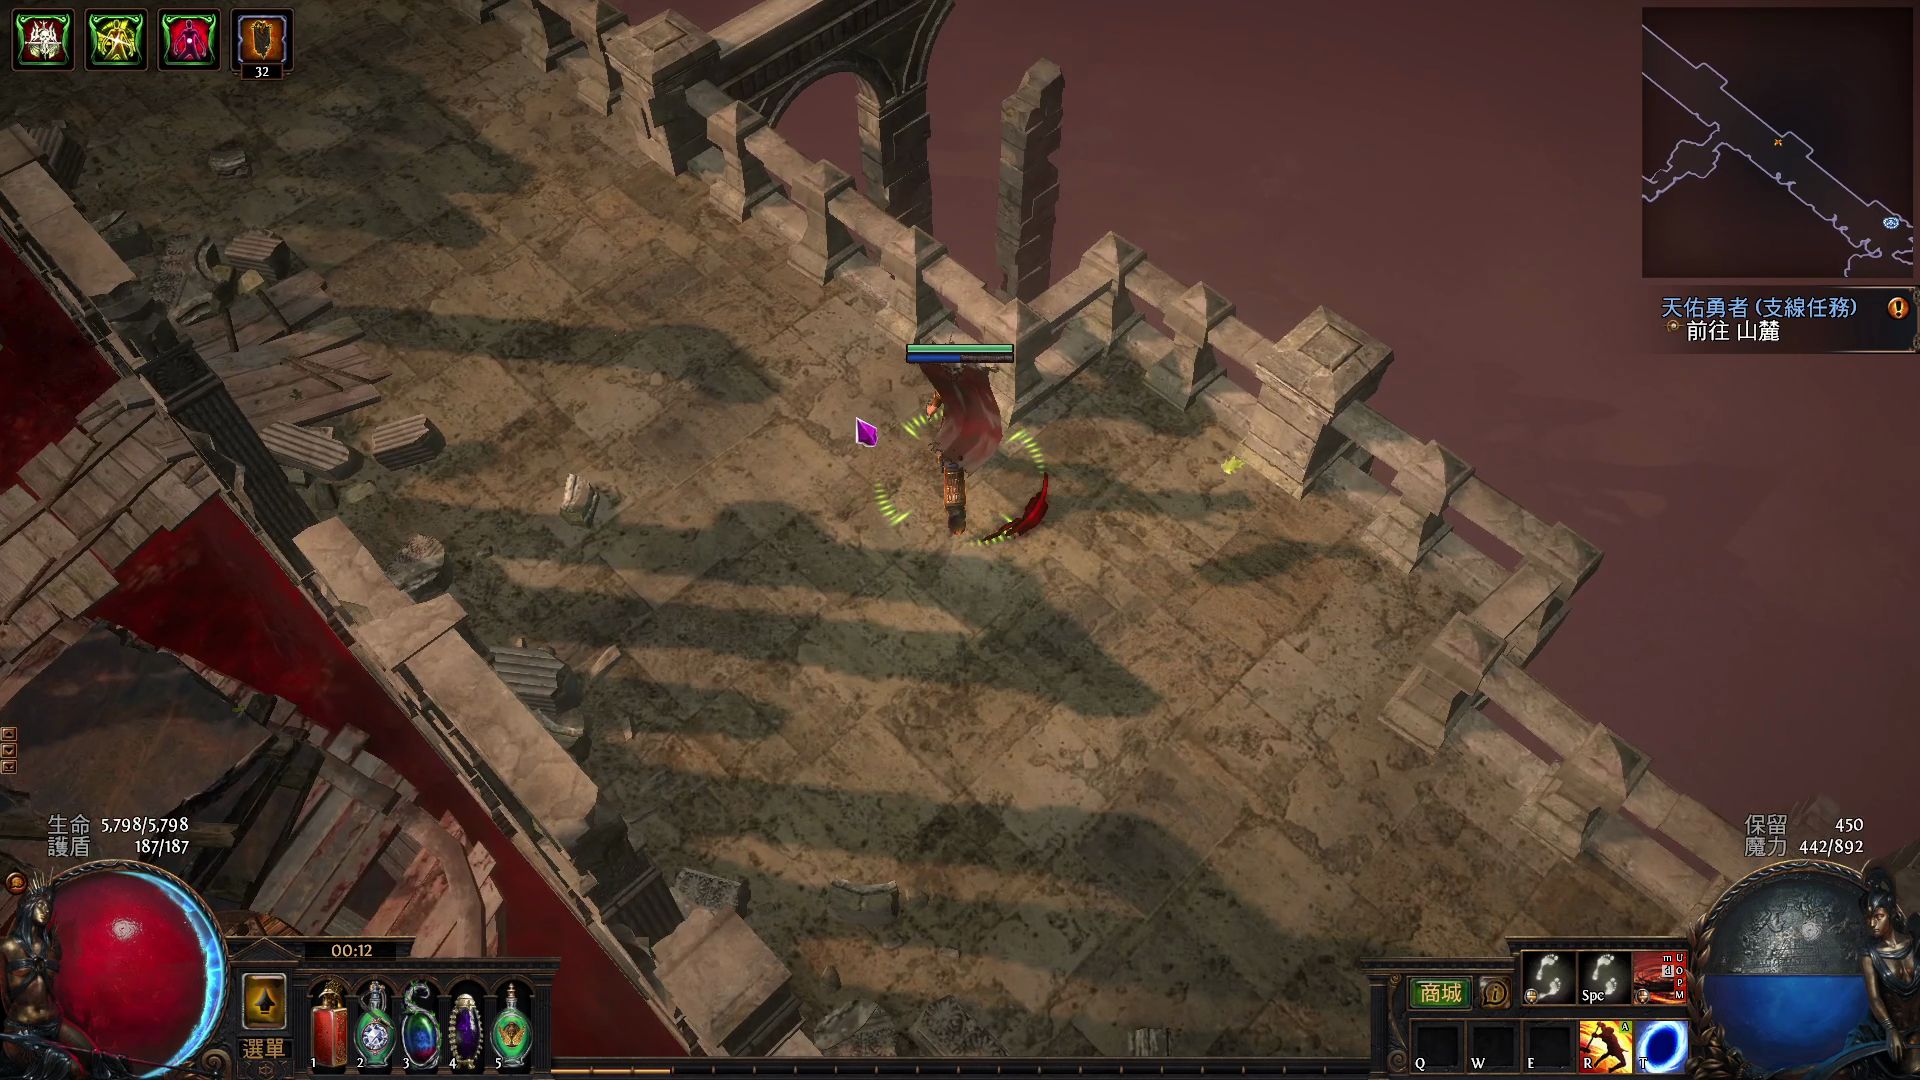 32
天佑勇者 (支線任務)
前往 山麓
生命 5,798/5,798
護盾 187/187
保留 450
魔力 442/892
00:12
選單
1 2 3 4 5
商城
Spc
m U
d O
P
M
Q W E R A T